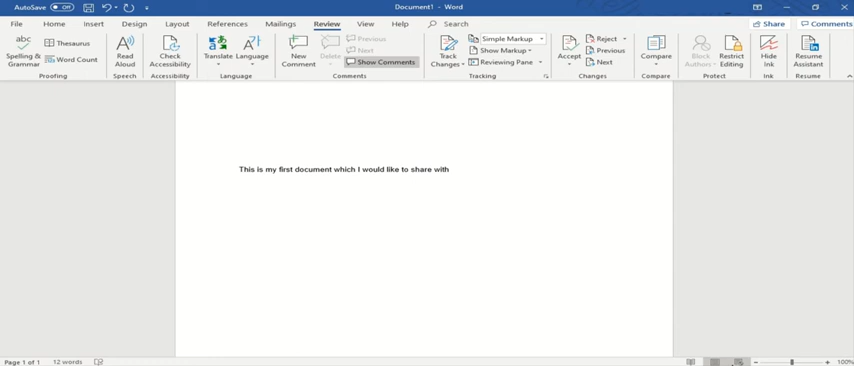 AutoSave Off Document1 - Word
File Home Insert Design Layout References Mailings Review View Help Search Share Comments
abc Spelling & Grammar
Thesaurus
Word Count
Proofing
Read Aloud
Speech
Check Accessibility
Accessibility
Translate
Language
Language
New Comment
Delete
Previous
Next
Show Comments
Comments
Track Changes
Simple Markup
Show Markup
Reviewing Pane
Tracking
Accept
Reject
Previous
Next
Changes
Compare
Compare
Block Authors
Restrict Editing
Protect
Hide Ink
Ink
Resume Assistant
Resume
This is my first document which I would like to share with
Page 1 of 1 12 words 100%